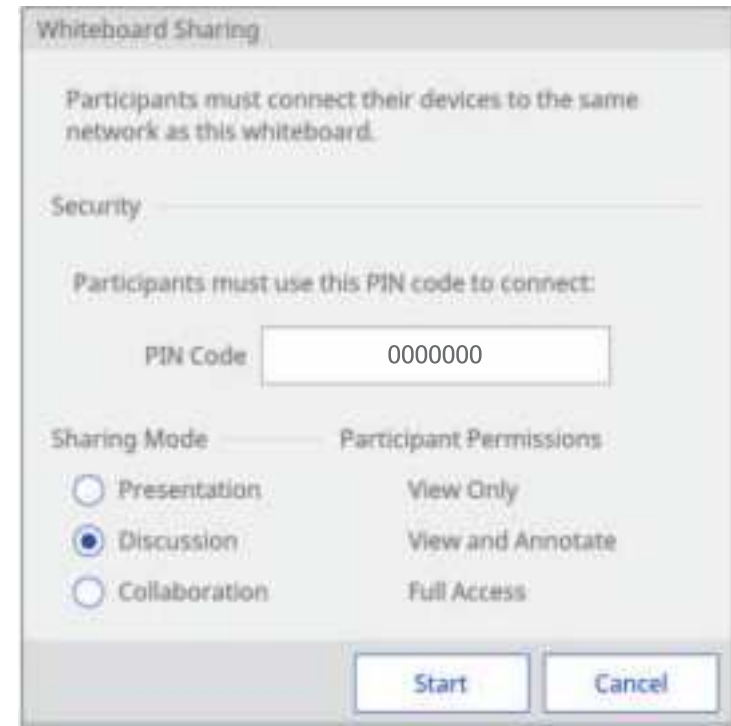 Whiteboard Sharing
Participants must connect their devices to the same
network as this whiteboard.
Security
Participants must use this PIN code to connect:
PIN Code 0000000
Sharing Mode Participant Permissions
Presentation View Only
Discussion View and Annotate
Collaboration Full Access
Start Cancel